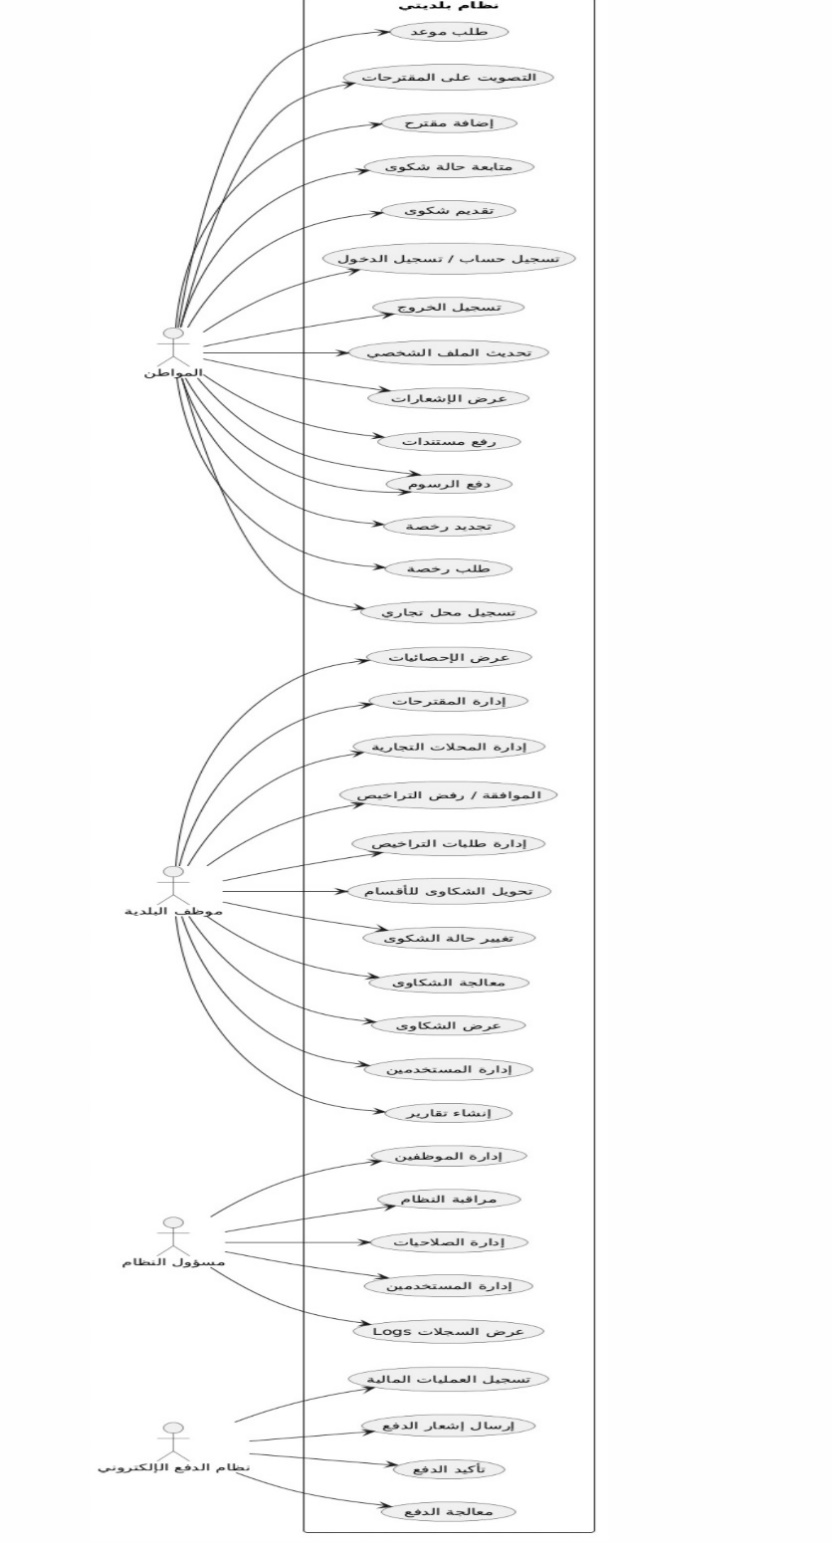 نظام بلديتي
طلب موعد
التصويت على المقترحات
إضافة مقترح
متابعة حالة شكوى
تقديم شكوى
تسجيل حساب / تسجيل الدخول
تسجيل الخروج
تحديث الملف الشخصي
المواطن
عرض الإشعارات
رفع مستندات
دفع الرسوم
تجديد رخصة
طلب رخصة
تسجيل محل تجاري
عرض الإحصائيات
إدارة المقترحات
إدارة المحلات التجارية
الموافقة / رفض التراخيص
إدارة طلبات التراخيص
تحويل الشكاوى للأقسام
موظف البلدية
تغيير حالة الشكوى
معالجة الشكاوى
عرض الشكاوى
إدارة المستخدمين
إنشاء تقارير
إدارة الموظفين
مراقبة النظام
إدارة الصلاحيات
مسؤول النظام
إدارة المستخدمين
عرض السجلات Logs
تسجيل العمليات المالية
إرسال إشعار الدفع
نظام الدفع الإلكتروني
تأكيد الدفع
معالجة الدفع